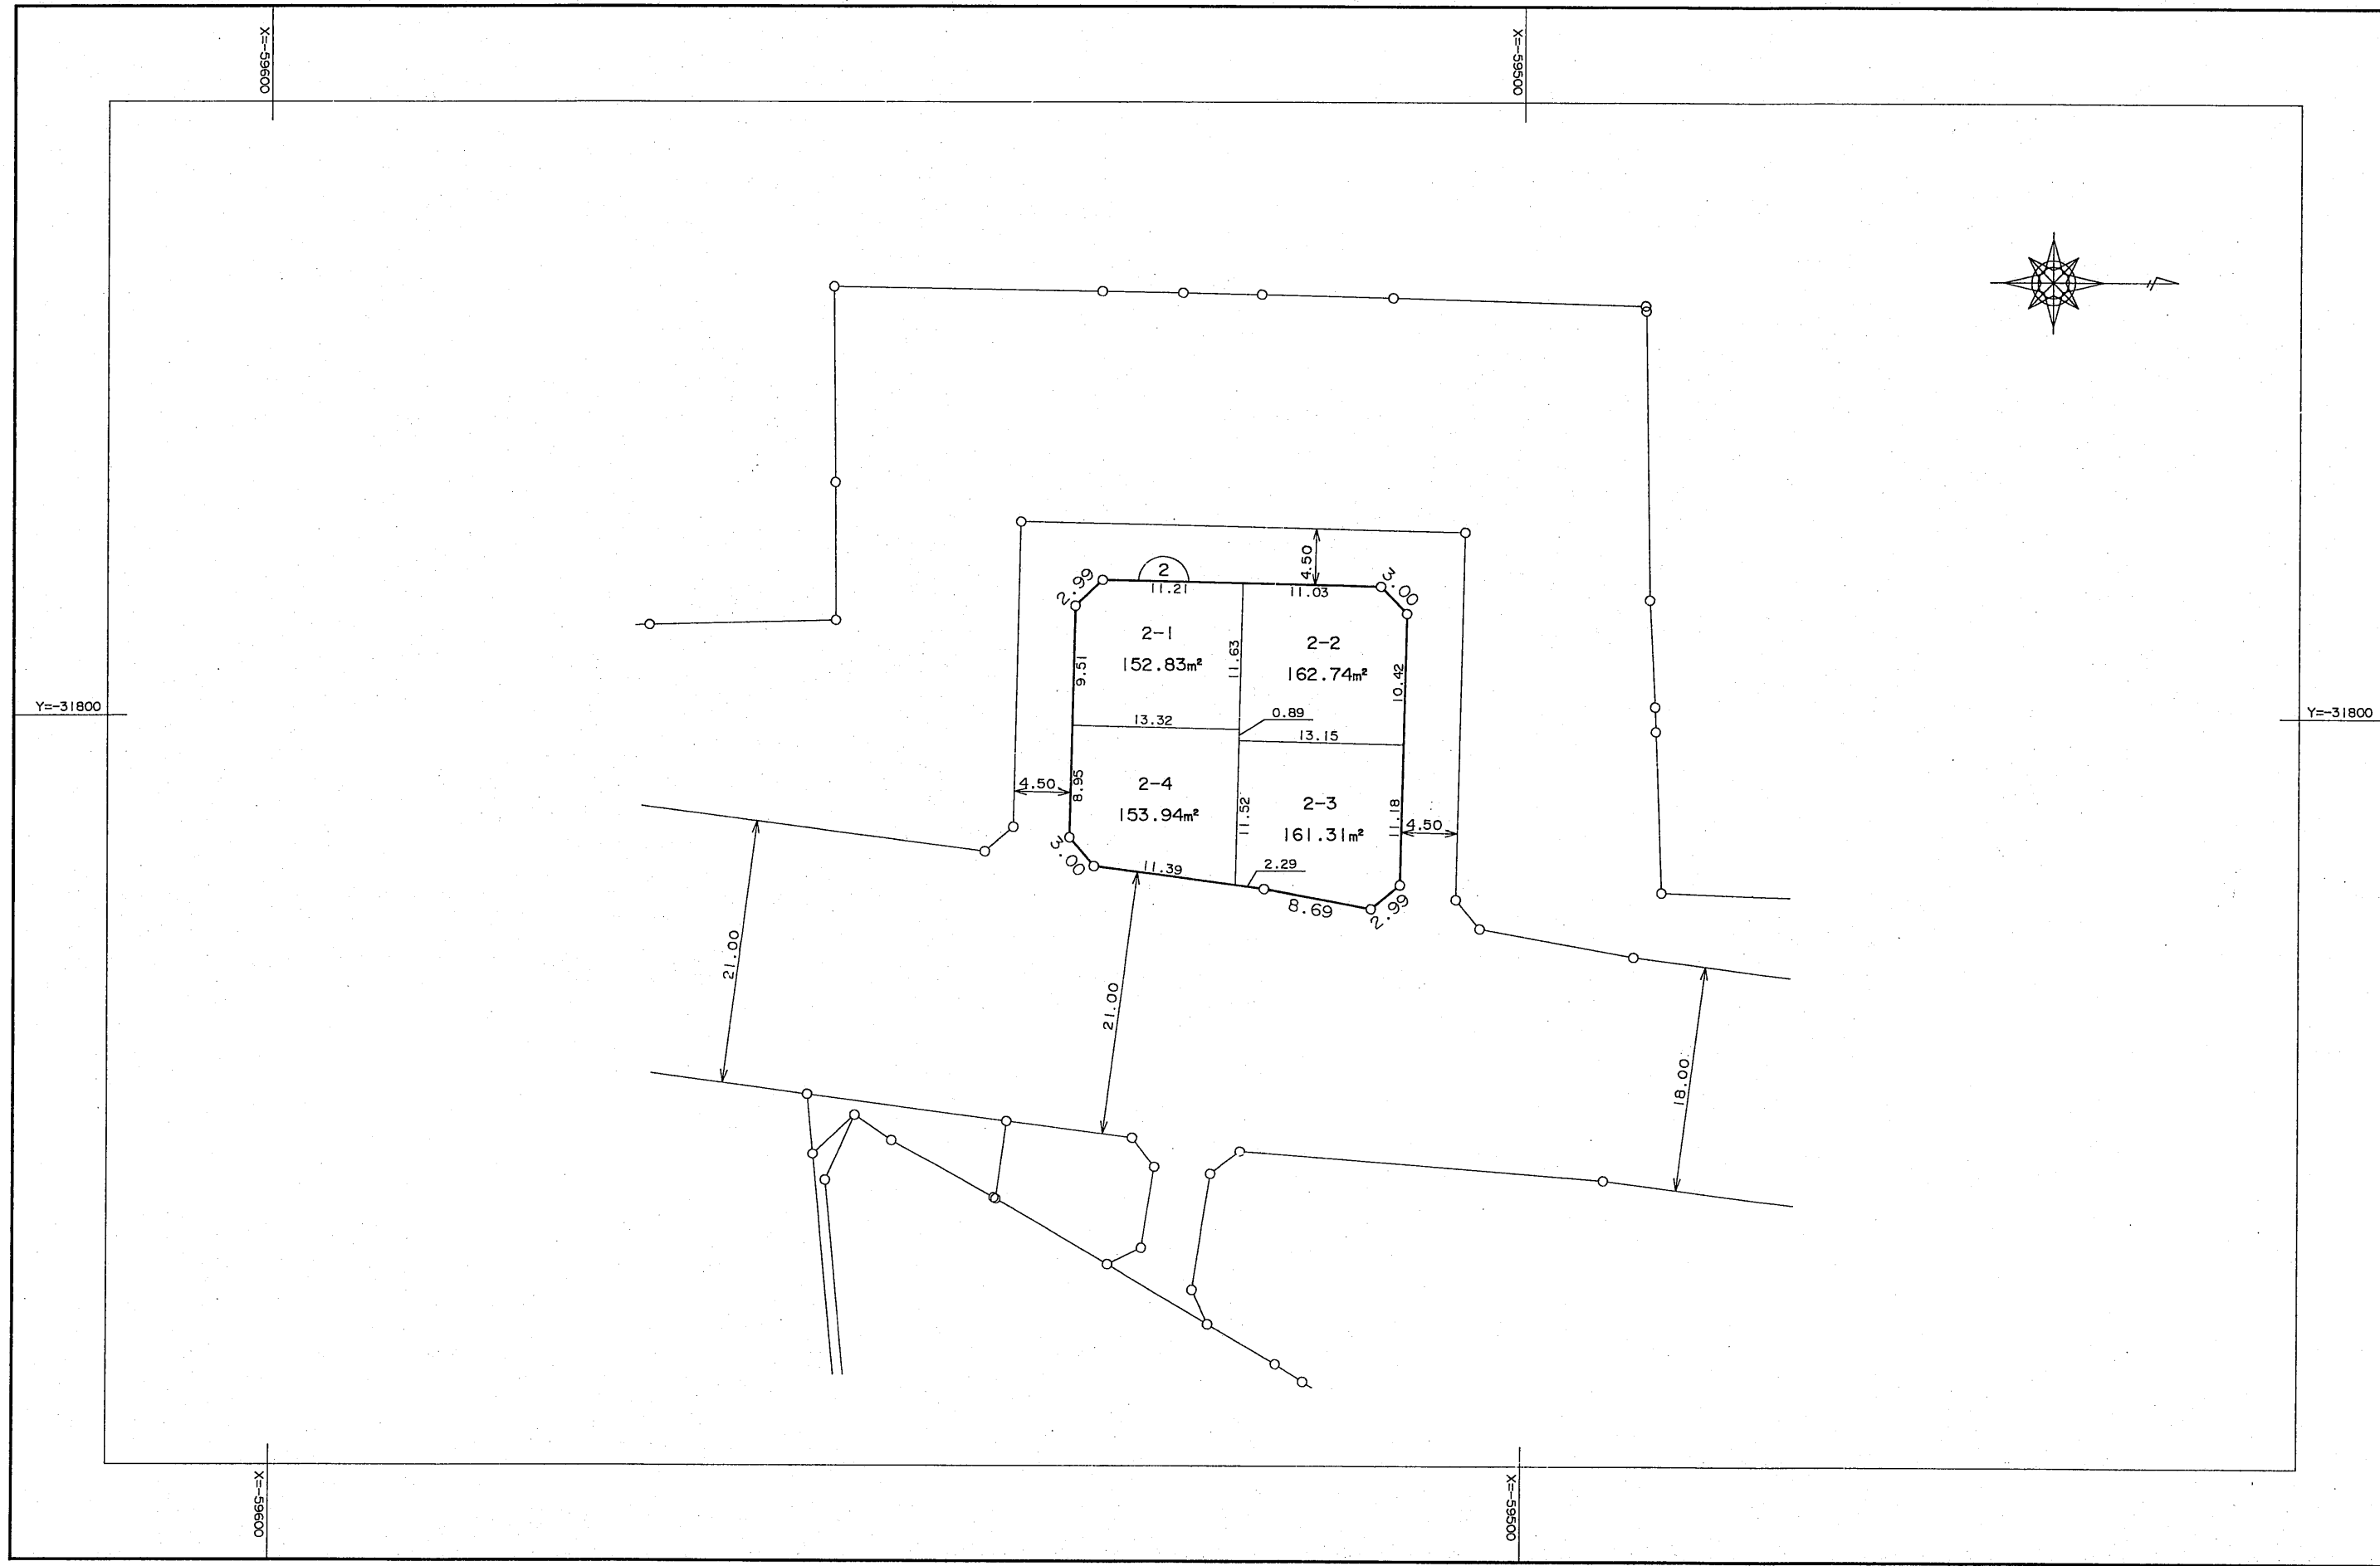 X=-59600
X=-59500
4.50
2.99
2
3.00
11.21
11.03
2-1
2-2
152.83m²
162.74m²
9.51
11.63
10.42
Y=-31800
Y=-31800
13.32
0.89
13.15
4.50
8.95
2-4
2-3
153.94m²
161.31m²
11.52
11.18
4.50
3.00
11.39
2.29
8.69
2.99
21.00
21.00
18.00
X=-59600
X=-59500